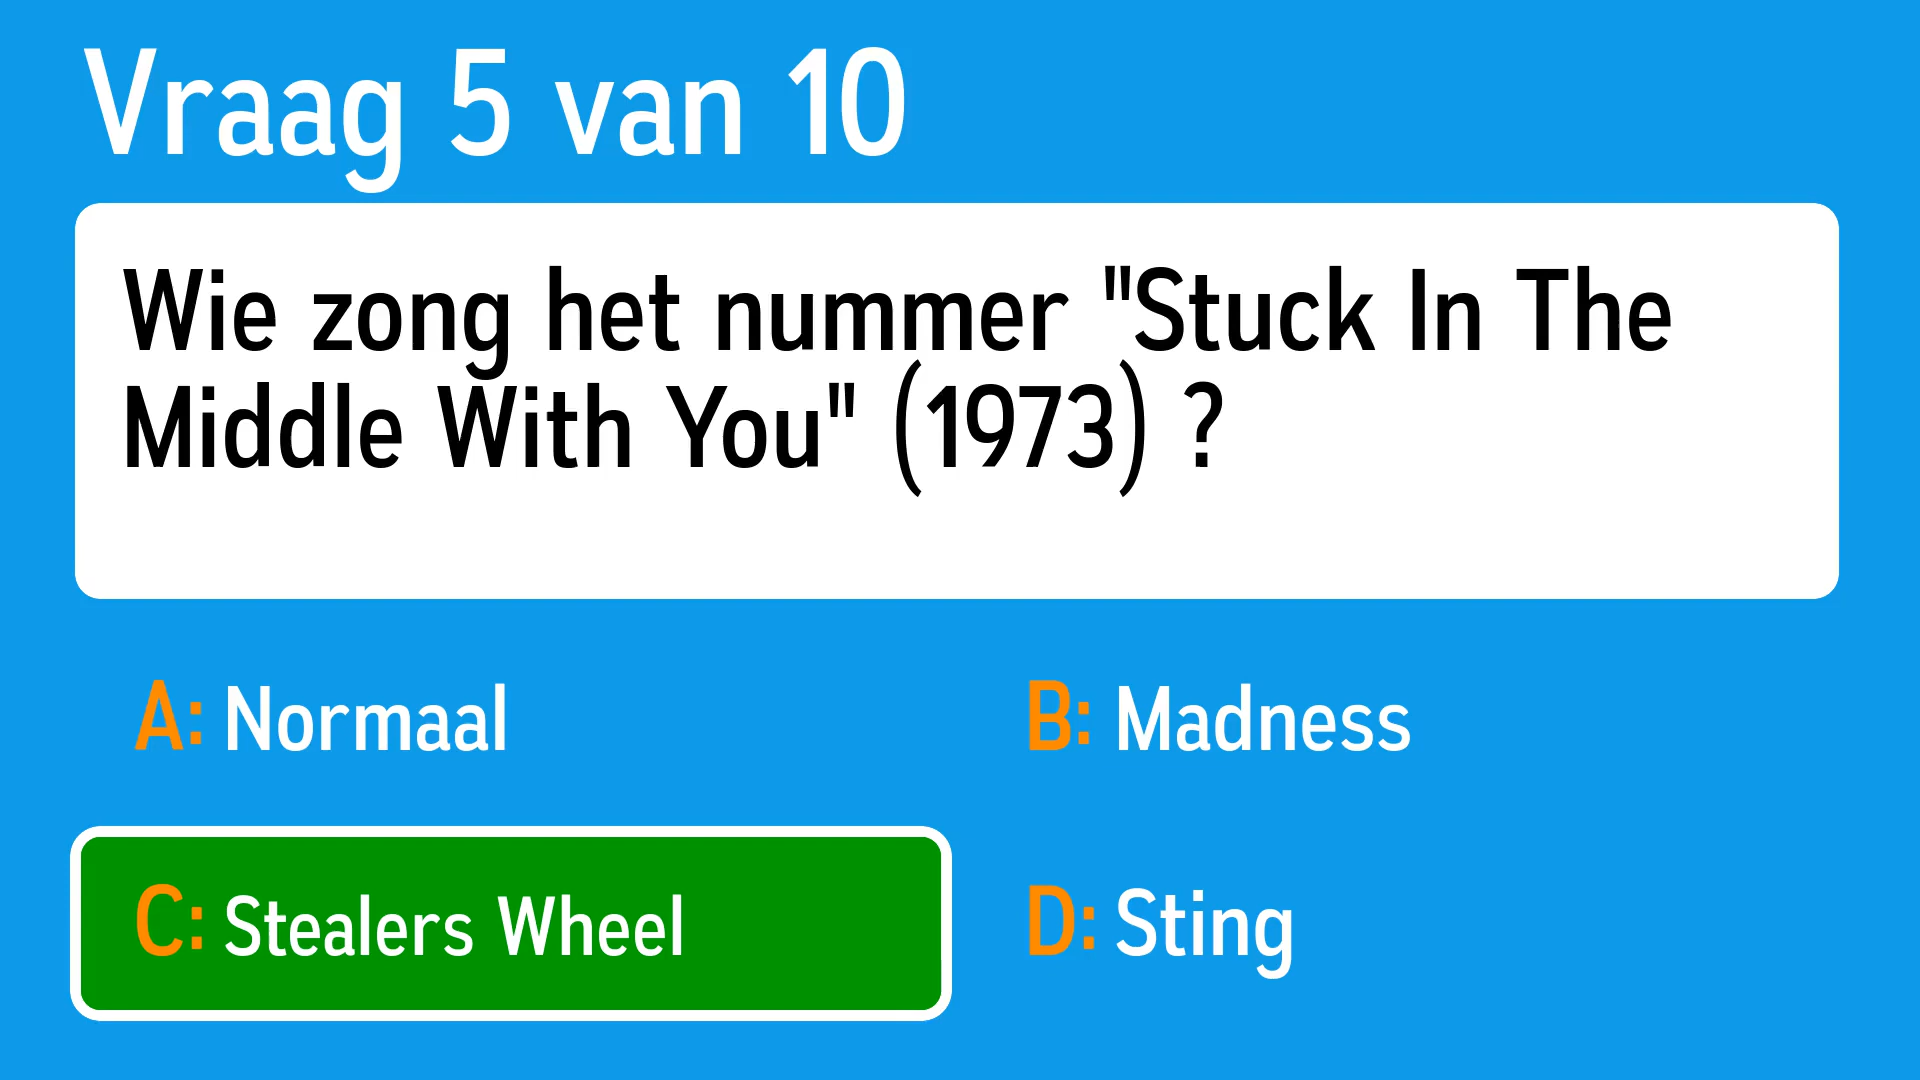 Vraag 5 van 10
Wie zong het nummer "Stuck In The
Middle With You" (1973) ?
A: Normaal
B: Madness
C: Stealers Wheel
D: Sting